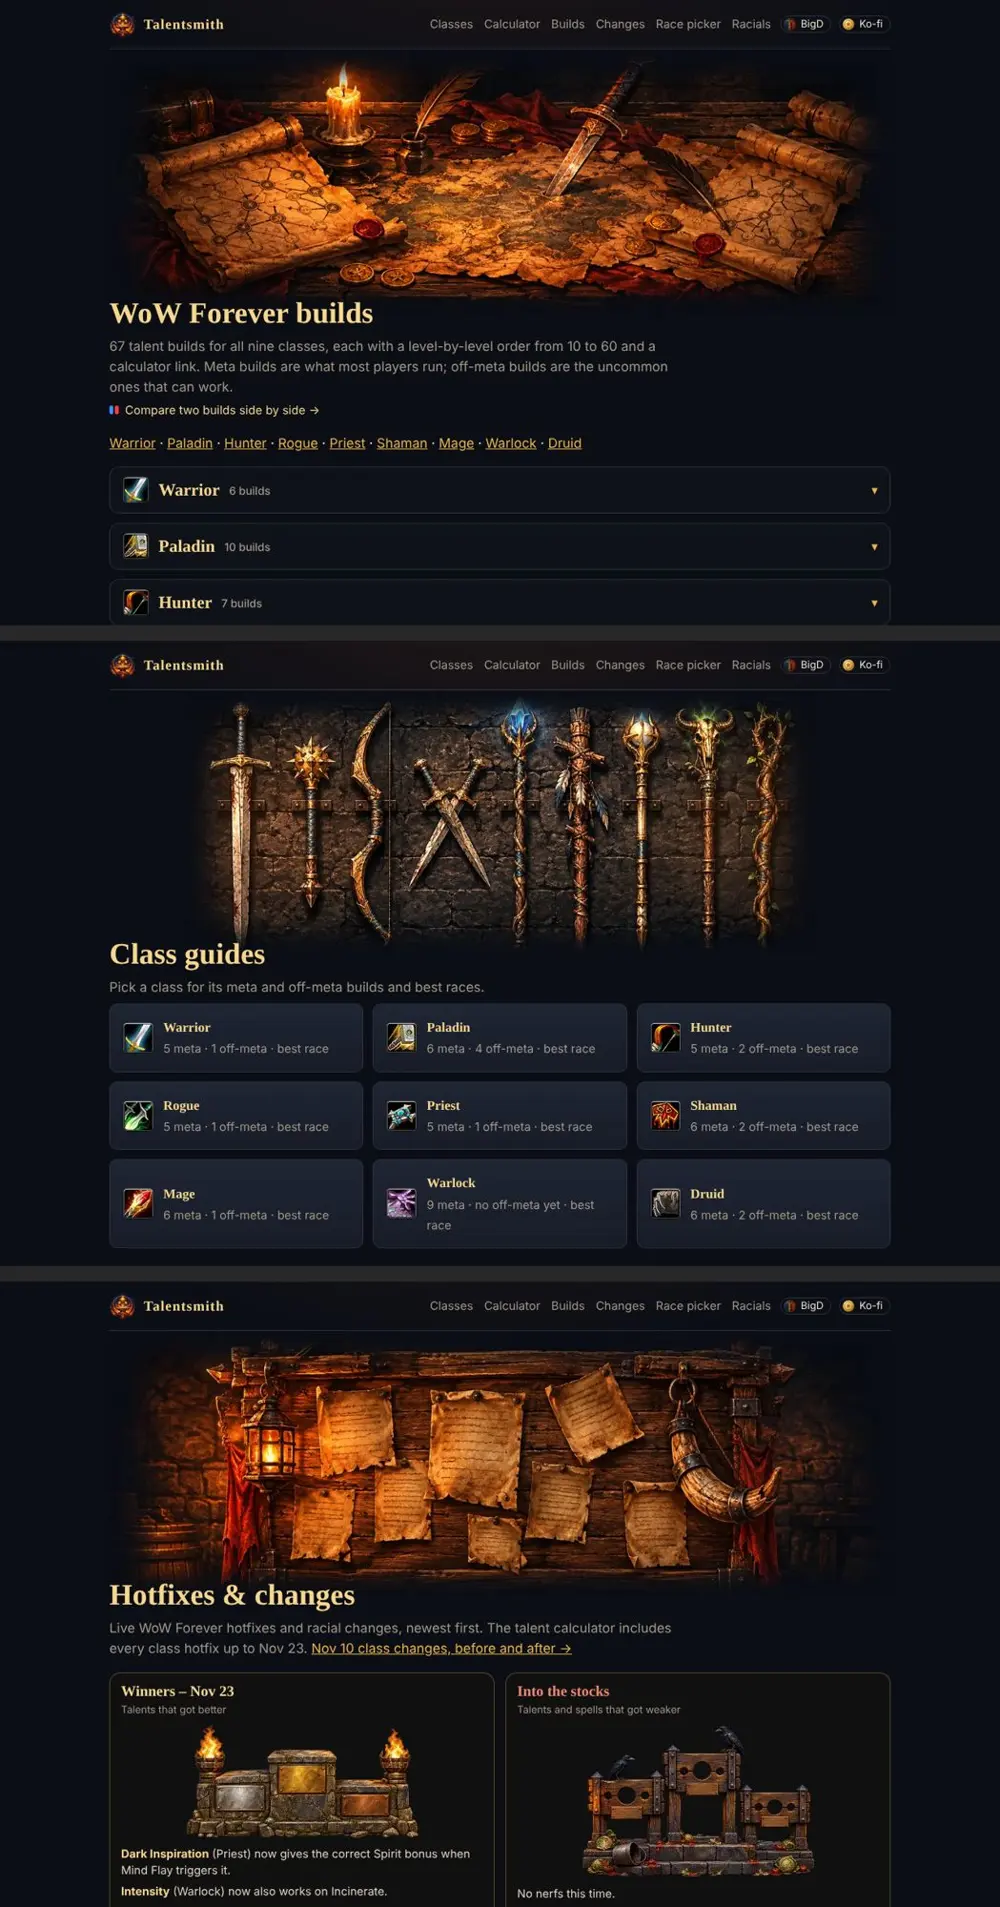 Talentsmith
Classes Calculator Builds Changes Race picker Racials BigD Ko-fi
WoW Forever builds
67 talent builds for all nine classes, each with a level-by-level order from 10 to 60 and a
calculator link. Meta builds are what most players run; off-meta builds are the uncommon
ones that can work.
Compare two builds side by side →
Warrior · Paladin · Hunter · Rogue · Priest · Shaman · Mage · Warlock · Druid
Warrior 6 builds ▾
Paladin 10 builds ▾
Hunter 7 builds ▾
Talentsmith
Classes Calculator Builds Changes Race picker Racials BigD Ko-fi
Class guides
Pick a class for its meta and off-meta builds and best races.
Warrior
5 meta · 1 off-meta · best race
Paladin
6 meta · 4 off-meta · best race
Hunter
5 meta · 2 off-meta · best race
Rogue
5 meta · 1 off-meta · best race
Priest
5 meta · 1 off-meta · best race
Shaman
6 meta · 2 off-meta · best race
Mage
6 meta · 1 off-meta · best race
Warlock
9 meta · no off-meta yet · best
race
Druid
6 meta · 2 off-meta · best race
Talentsmith
Classes Calculator Builds Changes Race picker Racials BigD Ko-fi
Hotfixes & changes
Live WoW Forever hotfixes and racial changes, newest first. The talent calculator includes
every class hotfix up to Nov 23. Nov 10 class changes, before and after →
Winners – Nov 23
Talents that got better
Dark Inspiration (Priest) now gives the correct Spirit bonus when
Mind Flay triggers it.
Intensity (Warlock) now also works on Incinerate.
Into the stocks
Talents and spells that got weaker
No nerfs this time.